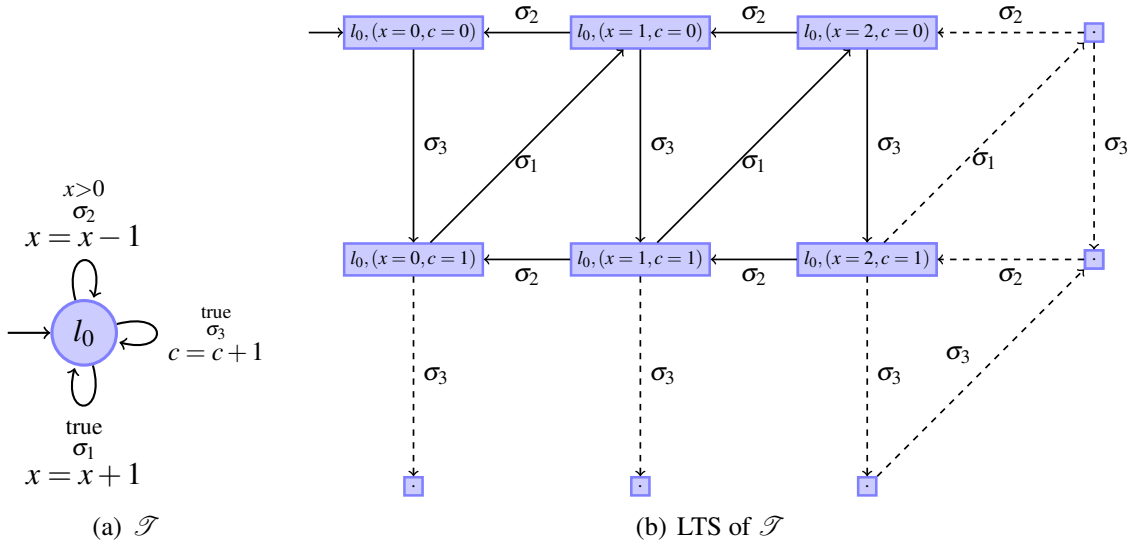 x>0
σ₂
x = x − 1
l₀
true
σ₃
c = c + 1
true
σ₁
x = x + 1
(a) 𝒯
l₀, (x = 0, c = 0)
σ₂
l₀, (x = 1, c = 0)
σ₂
l₀, (x = 2, c = 0)
σ₂
·
σ₃
σ₁
σ₃
σ₁
σ₃
σ₁
σ₃
l₀, (x = 0, c = 1)
σ₂
l₀, (x = 1, c = 1)
σ₂
l₀, (x = 2, c = 1)
σ₂
·
σ₃
σ₃
σ₃
σ₃
·
·
·
(b) LTS of 𝒯